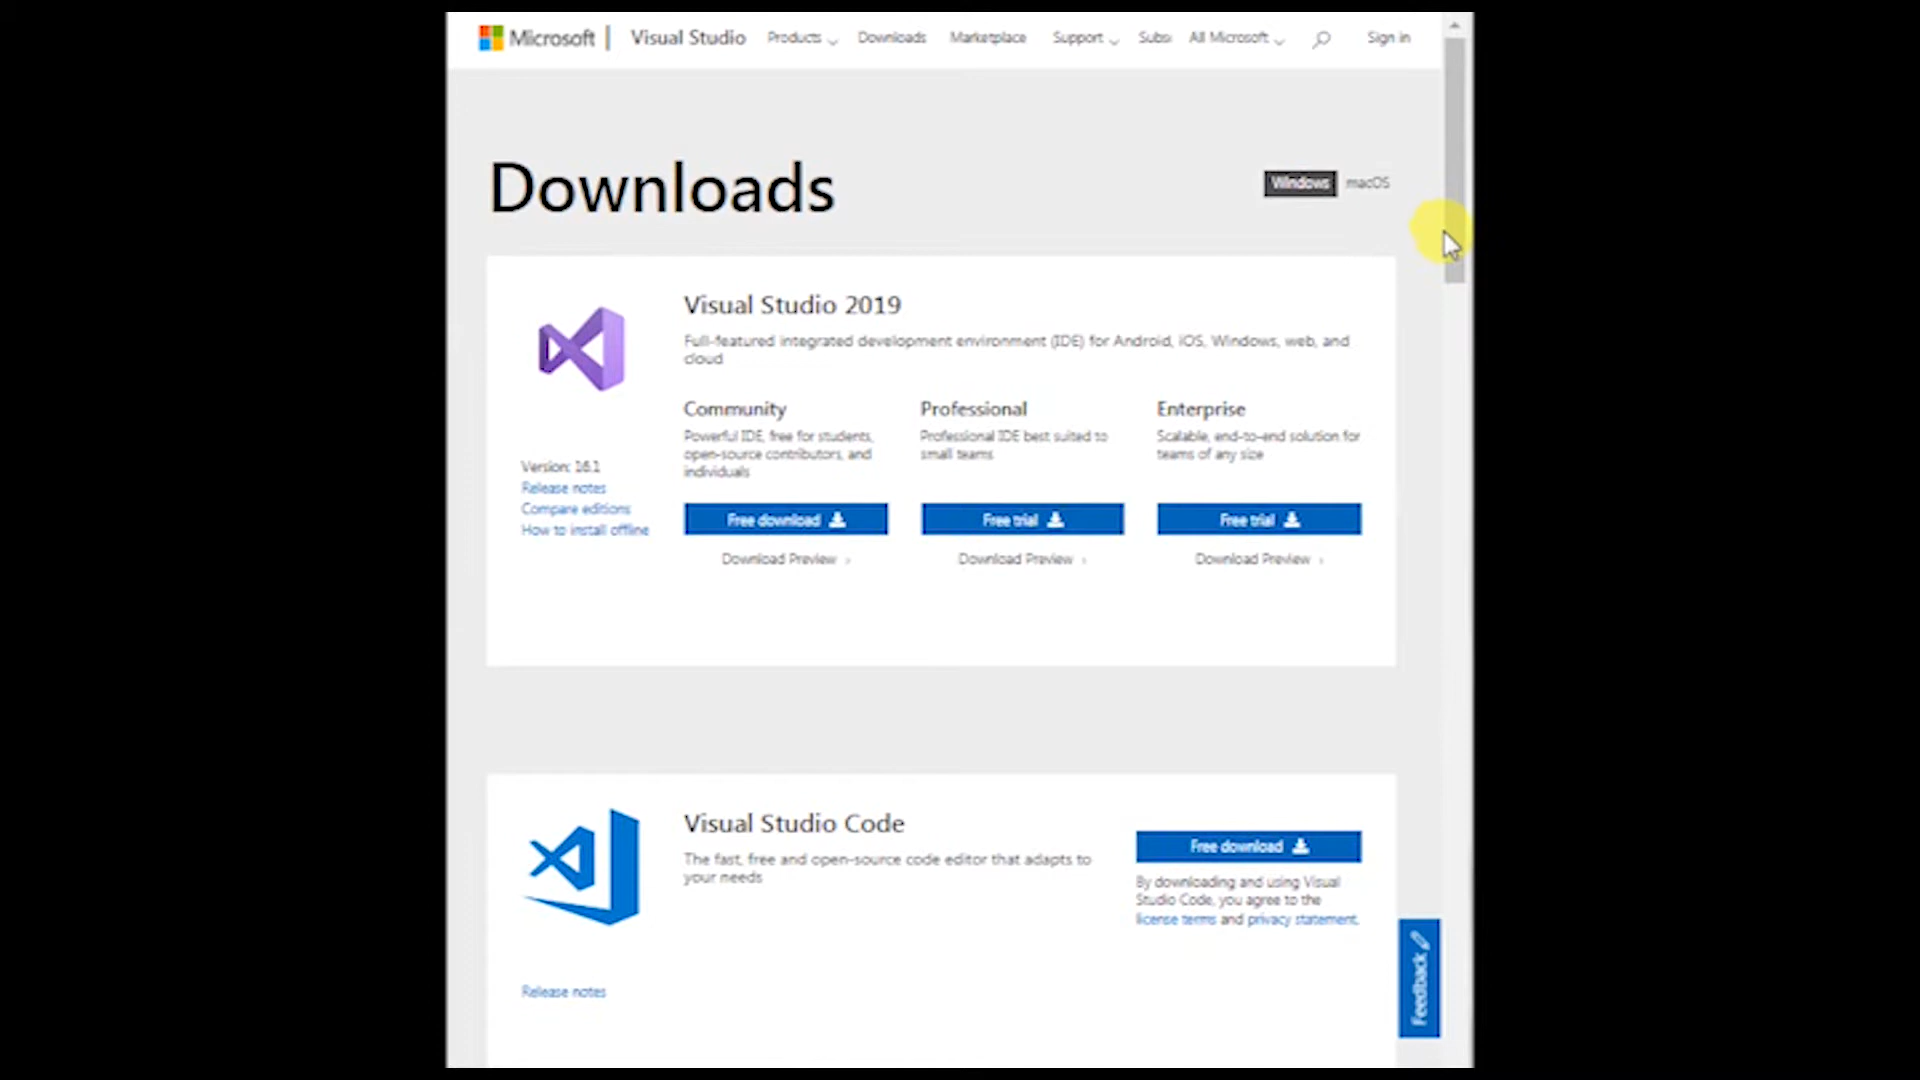 Microsoft | Visual Studio Products Downloads Marketplace Support Subs All Microsoft Sign in
Downloads
Windows macOS
Visual Studio 2019
Full-featured integrated development environment (IDE) for Android, iOS, Windows, web, and
cloud
Version: 16.1
Release notes
Compare editions
How to install offline
Community
Powerful IDE, free for students,
open-source contributors, and
individuals
Free download
Download Preview ›
Professional
Professional IDE best suited to
small teams
Free trial
Download Preview ›
Enterprise
Scalable, end-to-end solution for
teams of any size
Free trial
Download Preview ›
Visual Studio Code
The fast, free and open-source code editor that adapts to
your needs
Release notes
Free download
By downloading and using Visual
Studio Code, you agree to the
license terms and privacy statement.
Feedback